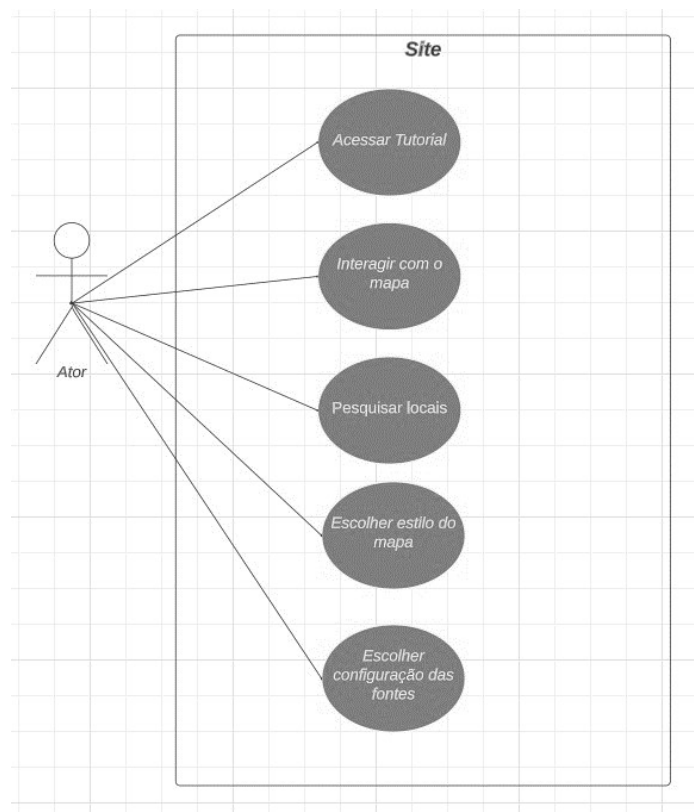 Site
Acessar Tutorial
Interagir com o
mapa
Pesquisar locais
Ator
Escolher estilo do
mapa
Escolher
configuração das
fontes